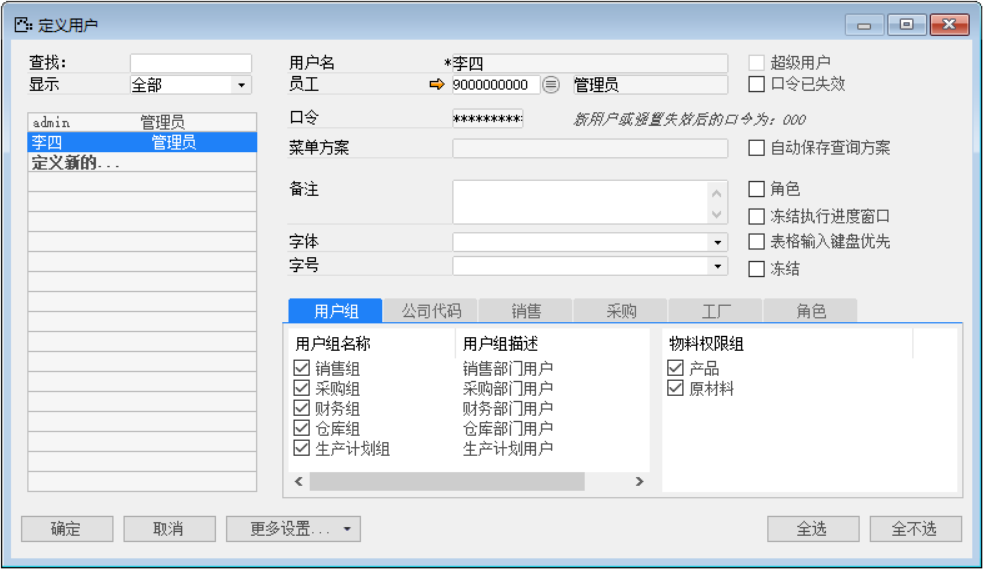 定义用户
查找:
显示 全部
admin 管理员
李四 管理员
定义新的...
用户名 *李四
员工 9000000000 管理员
口令 ********* 新用户或强置失效后的口令为: 000
菜单方案
备注
字体
字号
超级用户
口令已失效
自动保存查询方案
角色
冻结执行进度窗口
表格输入键盘优先
冻结
用户组 公司代码 销售 采购 工厂 角色
用户组名称 用户组描述 物料权限组
销售组 销售部门用户 产品
采购组 采购部门用户 原材料
财务组 财务部门用户
仓库组 仓库部门用户
生产计划组 生产计划用户
确定 取消 更多设置... 全选 全不选